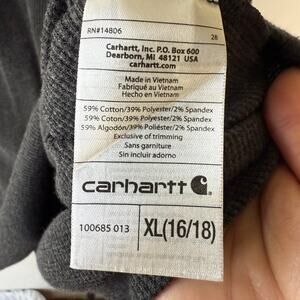 RN#14806 28
Carhartt, Inc. P.O. Box 600
Dearborn, MI 48121 USA
carhartt.com
Made in Vietnam
Fabriqué au Vietnam
Hecho en Vietnam
59% Cotton/39% Polyester/2% Spandex
59% Coton/39% Polyester/2% Spandex
59% Algodón/39% Poliéster/2% Spandex
Exclusive of trimming
Sans garniture
Sin incluir adorno
carhartt
100685 013 XL(16/18)